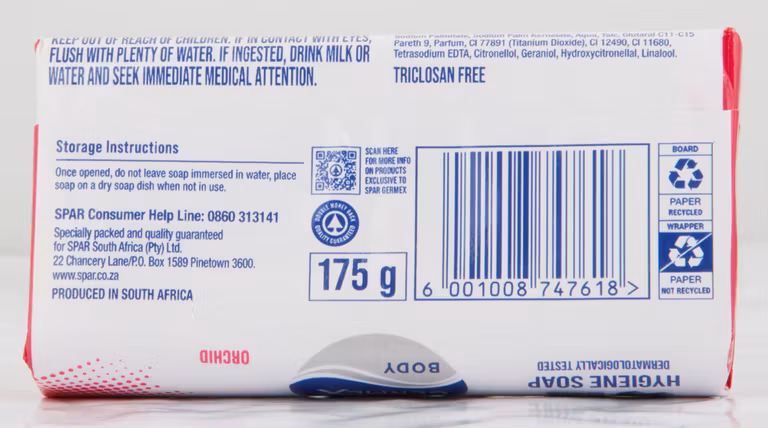 KEEP OUT OF REACH OF CHILDREN. IF IN CONTACT WITH EYES,
FLUSH WITH PLENTY OF WATER. IF INGESTED, DRINK MILK OR
WATER AND SEEK IMMEDIATE MEDICAL ATTENTION.
Pareth 9, Parfum, CI 77891 (Titanium Dioxide), CI 12490, CI 11680,
Tetrasodium EDTA, Citronellol, Geraniol, Hydroxycitronellal, Linalool.
TRICLOSAN FREE
Storage Instructions
Once opened, do not leave soap immersed in water, place
soap on a dry soap dish when not in use.
SPAR Consumer Help Line: 0860 313141
Specially packed and quality guaranteed
for SPAR South Africa (Pty) Ltd.
22 Chancery Lane/P.O. Box 1589 Pinetown 3600.
www.spar.co.za
PRODUCED IN SOUTH AFRICA
SCAN HERE
FOR MORE INFO
ON PRODUCTS
EXCLUSIVE TO
SPAR GERMEX
DOUBLE MONEY BACK
QUALITY GUARANTEED
175 g
6 001008 747618 >
BOARD
PAPER
RECYCLED
WRAPPER
PAPER
NOT RECYCLED
ORCHID
BODY
DERMATOLOGICALLY TESTED
HYGIENE SOAP